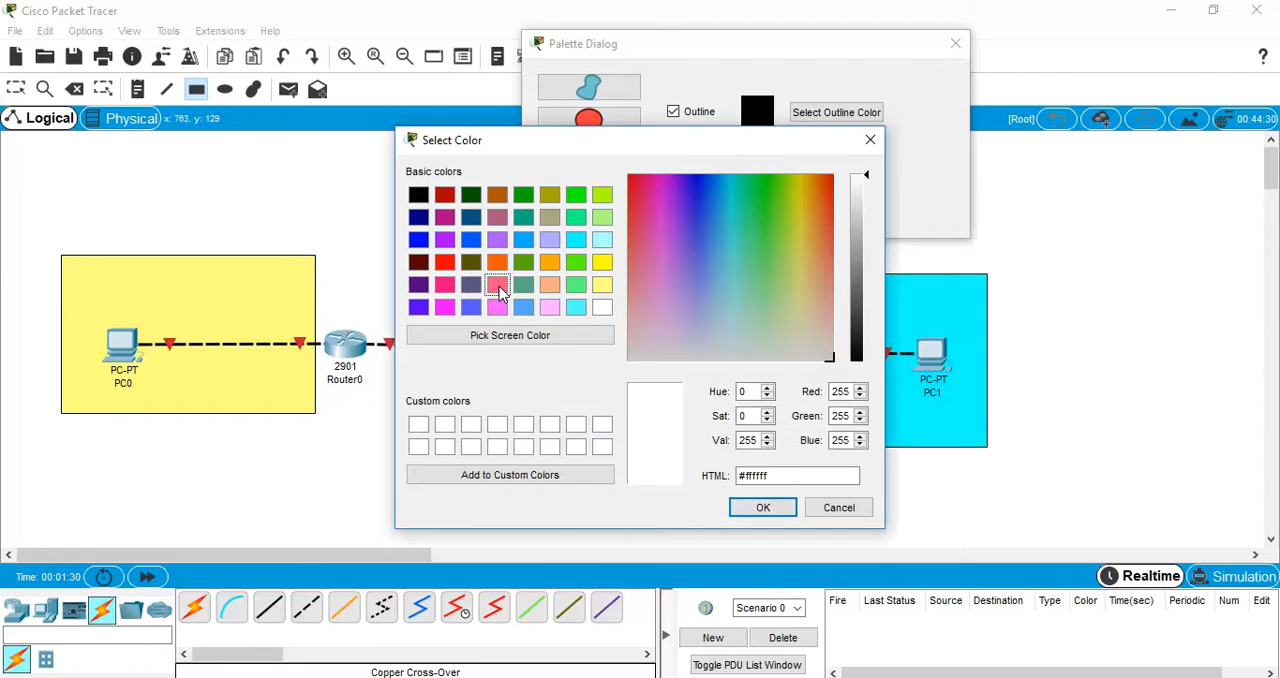 Cisco Packet Tracer
File Edit Options View Tools Extensions Help
Palette Dialog
?
Outline
Select Outline Color
Logical
Physical
x: 763, y: 129
[Root]
00:44:30
Select Color
Basic colors
Pick Screen Color
Custom colors
Add to Custom Colors
Hue: 0
Red: 255
Sat: 0
Green: 255
Val: 255
Blue: 255
HTML: #ffffff
OK
Cancel
PC-PT
PC0
2901
Router0
PC-PT
PC1
Time: 00:01:30
Realtime
Simulation
1
Scenario 0
New
Delete
Toggle PDU List Window
Fire Last Status Source Destination Type Color Time(sec) Periodic Num Edit
Copper Cross-Over